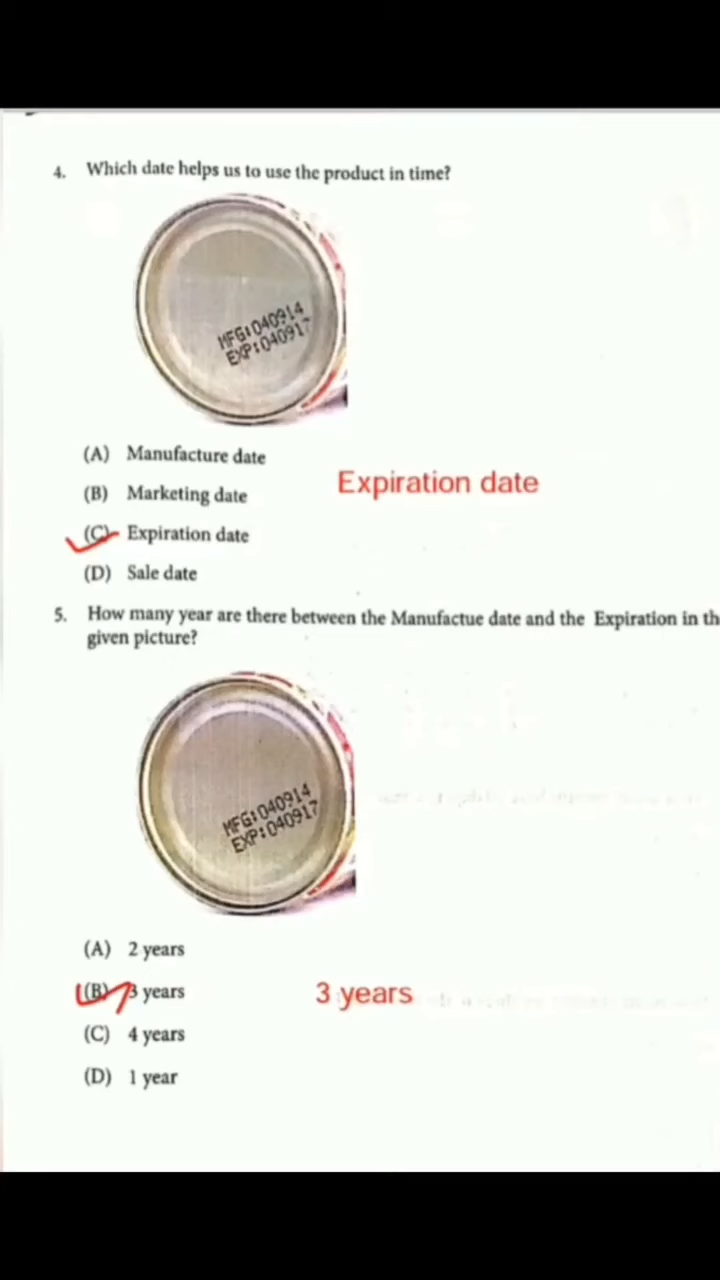 4. Which date helps us to use the product in time?
MFG:040914
EXP:040917
(A) Manufacture date
Expiration date
(B) Marketing date
(C) Expiration date
(D) Sale date
5. How many year are there between the Manufactue date and the Expiration in th
given picture?
MFG:040914
EXP:040917
(A) 2 years
(B) 3 years
3 years
(C) 4 years
(D) 1 year